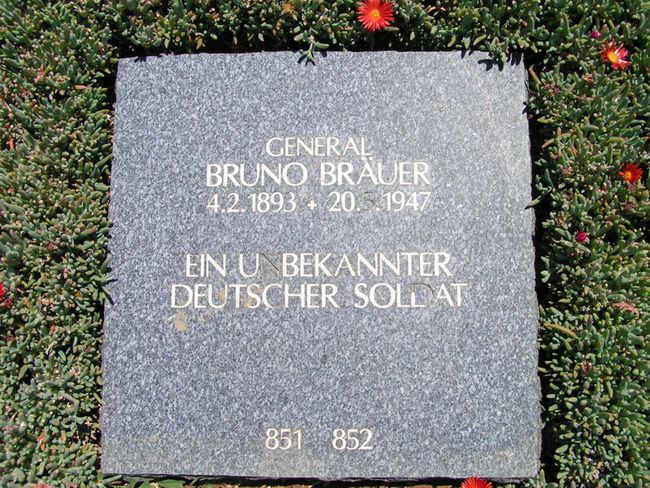 GENERAL
BRUNO BRÄUER
4.2.1893 + 20.5.1947
EIN UNBEKANNTER
DEUTSCHER SOLDAT
851 852